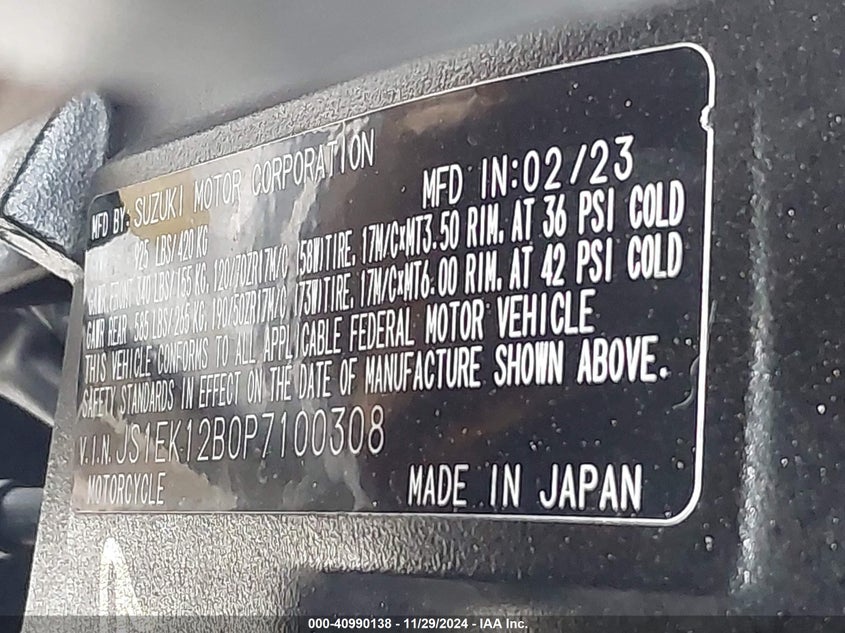 MFD BY: SUZUKI MOTOR CORPORATION
MFD IN:02/23
925 LBS/420 KG
GAWR FRONT 340 LBS/155 KG, 120/70ZR17M/C (58W)TIRE, 17M/CxMT3.50 RIM, AT 36 PSI COLD
GAWR REAR 585 LBS/265 KG, 190/50ZR17M/C (73W)TIRE, 17M/CxMT6.00 RIM, AT 42 PSI COLD
THIS VEHICLE CONFORMS TO ALL APPLICABLE FEDERAL MOTOR VEHICLE
SAFETY STANDARDS IN EFFECT ON THE DATE OF MANUFACTURE SHOWN ABOVE.
V.I.N. JS1EK12B0P7100308
MOTORCYCLE
MADE IN JAPAN
000-40990138 - 11/29/2024 - IAA Inc.